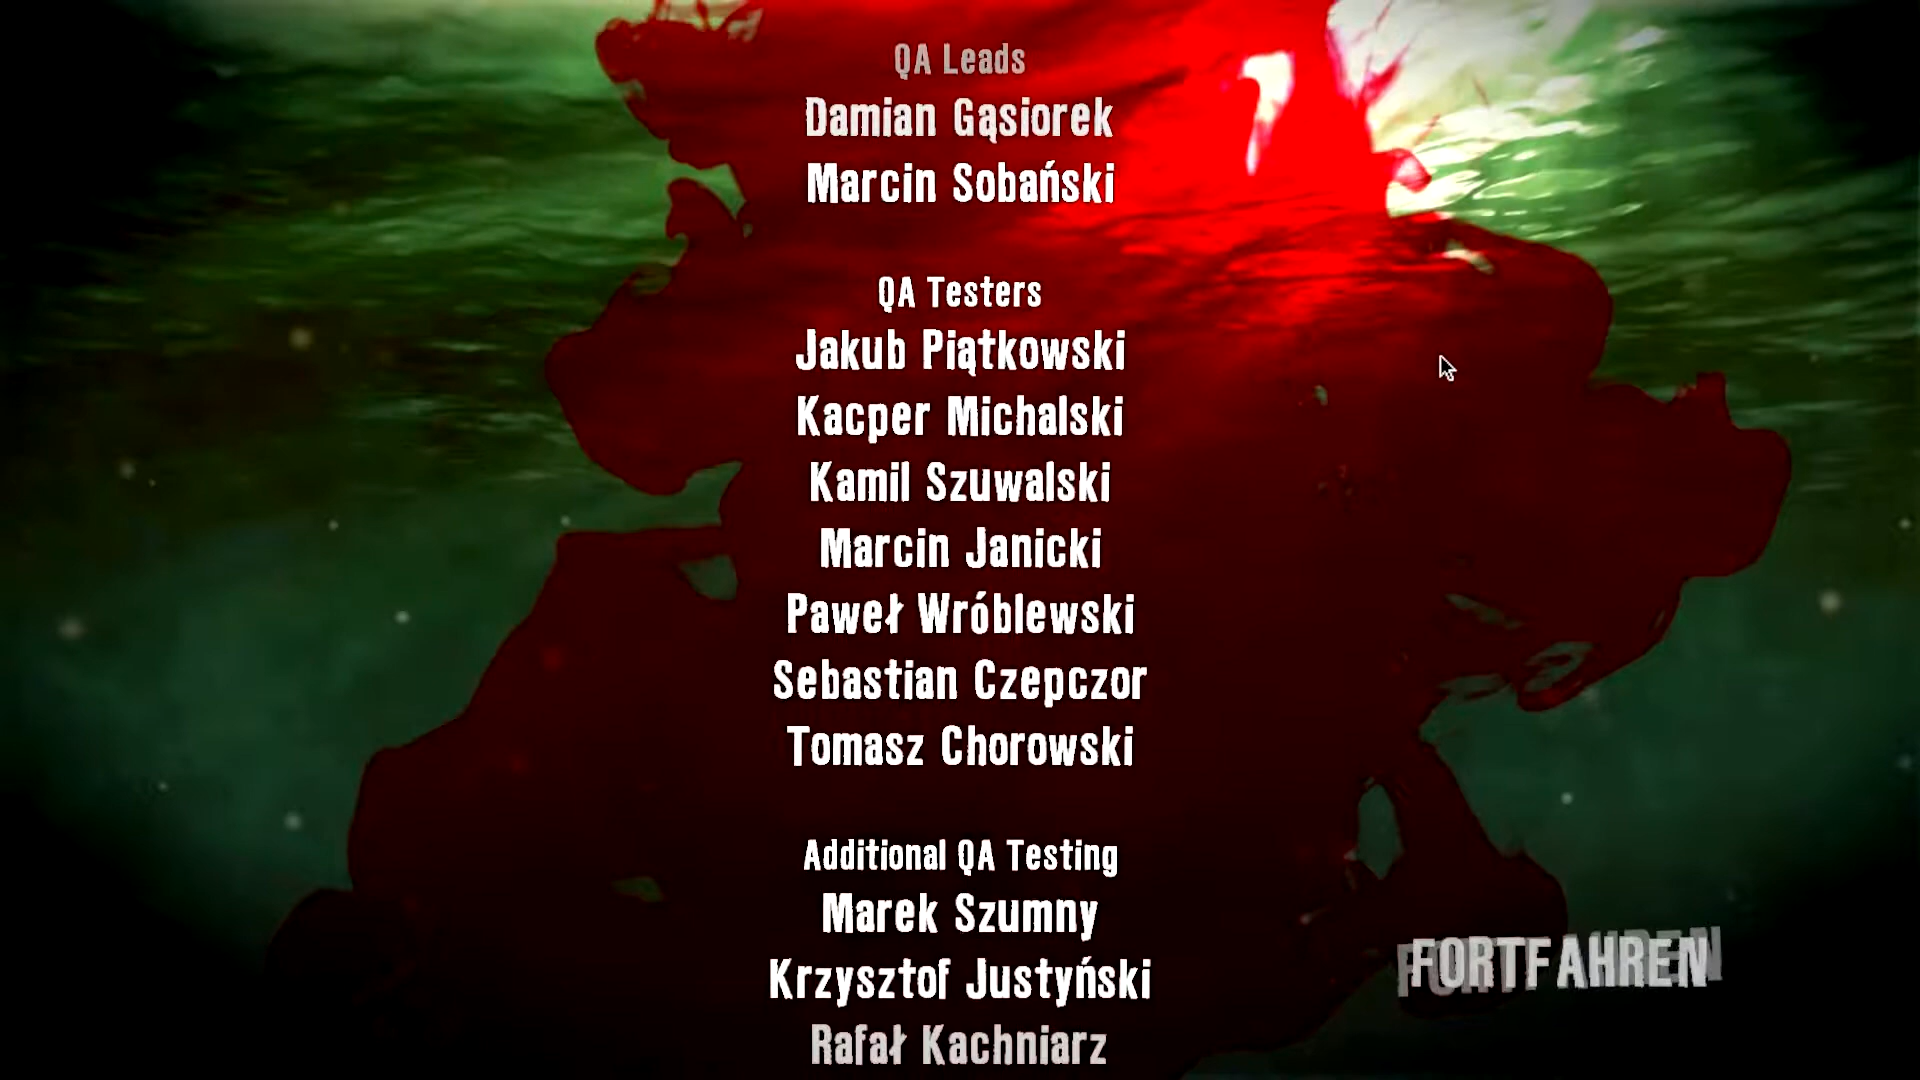 QA Leads
Damian Gąsiorek
Marcin Sobański
QA Testers
Jakub Piątkowski
Kacper Michalski
Kamil Szuwalski
Marcin Janicki
Paweł Wróblewski
Sebastian Czepczor
Tomasz Chorowski
Additional QA Testing
Marek Szumny
Krzysztof Justyński
Rafał Kachniarz
FORTFAHREN